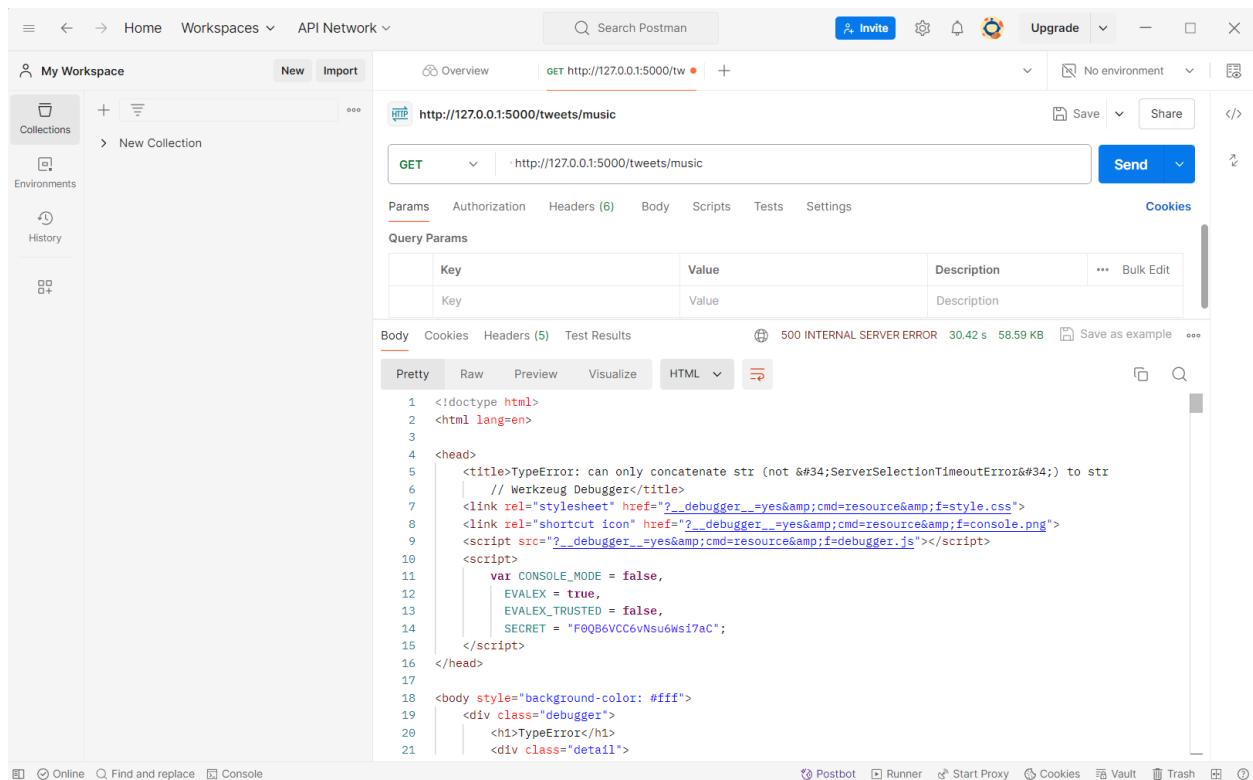 Home Workspaces API Network Search Postman Invite Upgrade
My Workspace New Import Overview GET http://127.0.0.1:5000/tw No environment
Collections
New Collection
Environments
History
HTTP http://127.0.0.1:5000/tweets/music Save Share
GET http://127.0.0.1:5000/tweets/music Send
Params Authorization Headers (6) Body Scripts Tests Settings Cookies
Query Params
Key Value Description Bulk Edit
Key Value Description
Body Cookies Headers (5) Test Results 500 INTERNAL SERVER ERROR 30.42 s 58.59 KB Save as example
Pretty Raw Preview Visualize HTML
1 <!doctype html>
2 <html lang=en>
3
4 <head>
5 <title>TypeError: can only concatenate str (not &#34;ServerSelectionTimeoutError&#34;) to str
6 // Werkzeug Debugger</title>
7 <link rel="stylesheet" href="?__debugger__=yes&amp;cmd=resource&amp;f=style.css">
8 <link rel="shortcut icon" href="?__debugger__=yes&amp;cmd=resource&amp;f=console.png">
9 <script src="?__debugger__=yes&amp;cmd=resource&amp;f=debugger.js"></script>
10 <script>
11 var CONSOLE_MODE = false,
12 EVALEX = true,
13 EVALEX_TRUSTED = false,
14 SECRET = "F0QB6VCC6vNsu6Wsi7aC";
15 </script>
16 </head>
17
18 <body style="background-color: #fff">
19 <div class="debugger">
20 <h1>TypeError</h1>
21 <div class="detail">
Online Find and replace Console Postbot Runner Start Proxy Cookies Vault Trash